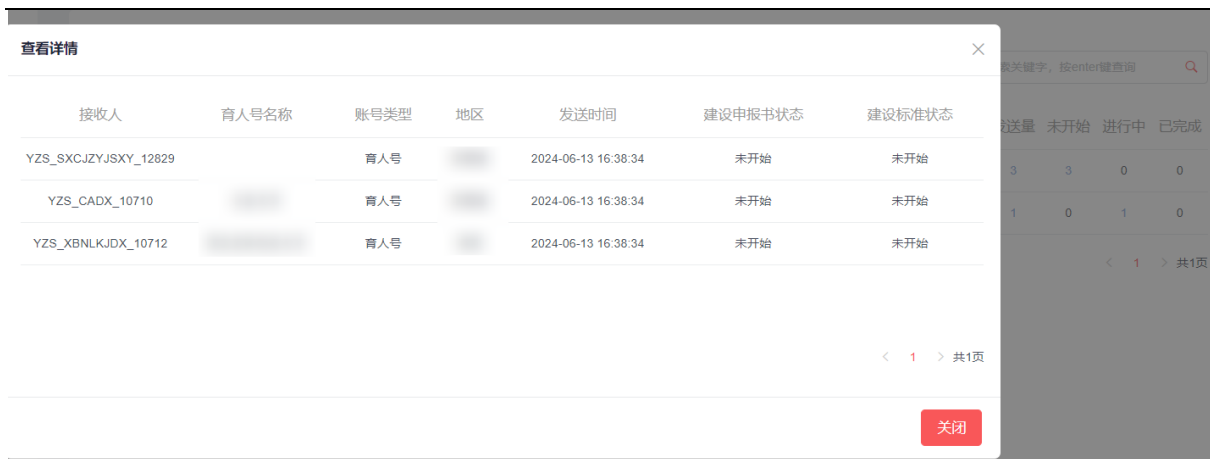 查看详情
接收人 育人号名称 账号类型 地区 发送时间 建设申报书状态 建设标准状态
YZS_SXCJZYJSXY_12829 育人号 2024-06-13 16:38:34 未开始 未开始
YZS_CADX_10710 育人号 2024-06-13 16:38:34 未开始 未开始
YZS_XBNLKJDX_10712 育人号 2024-06-13 16:38:34 未开始 未开始
< 1 > 共1页
关闭
关键字，按enter键查询
送量 未开始 进行中 已完成
3 3 0 0
1 0 1 0
< 1 > 共1页